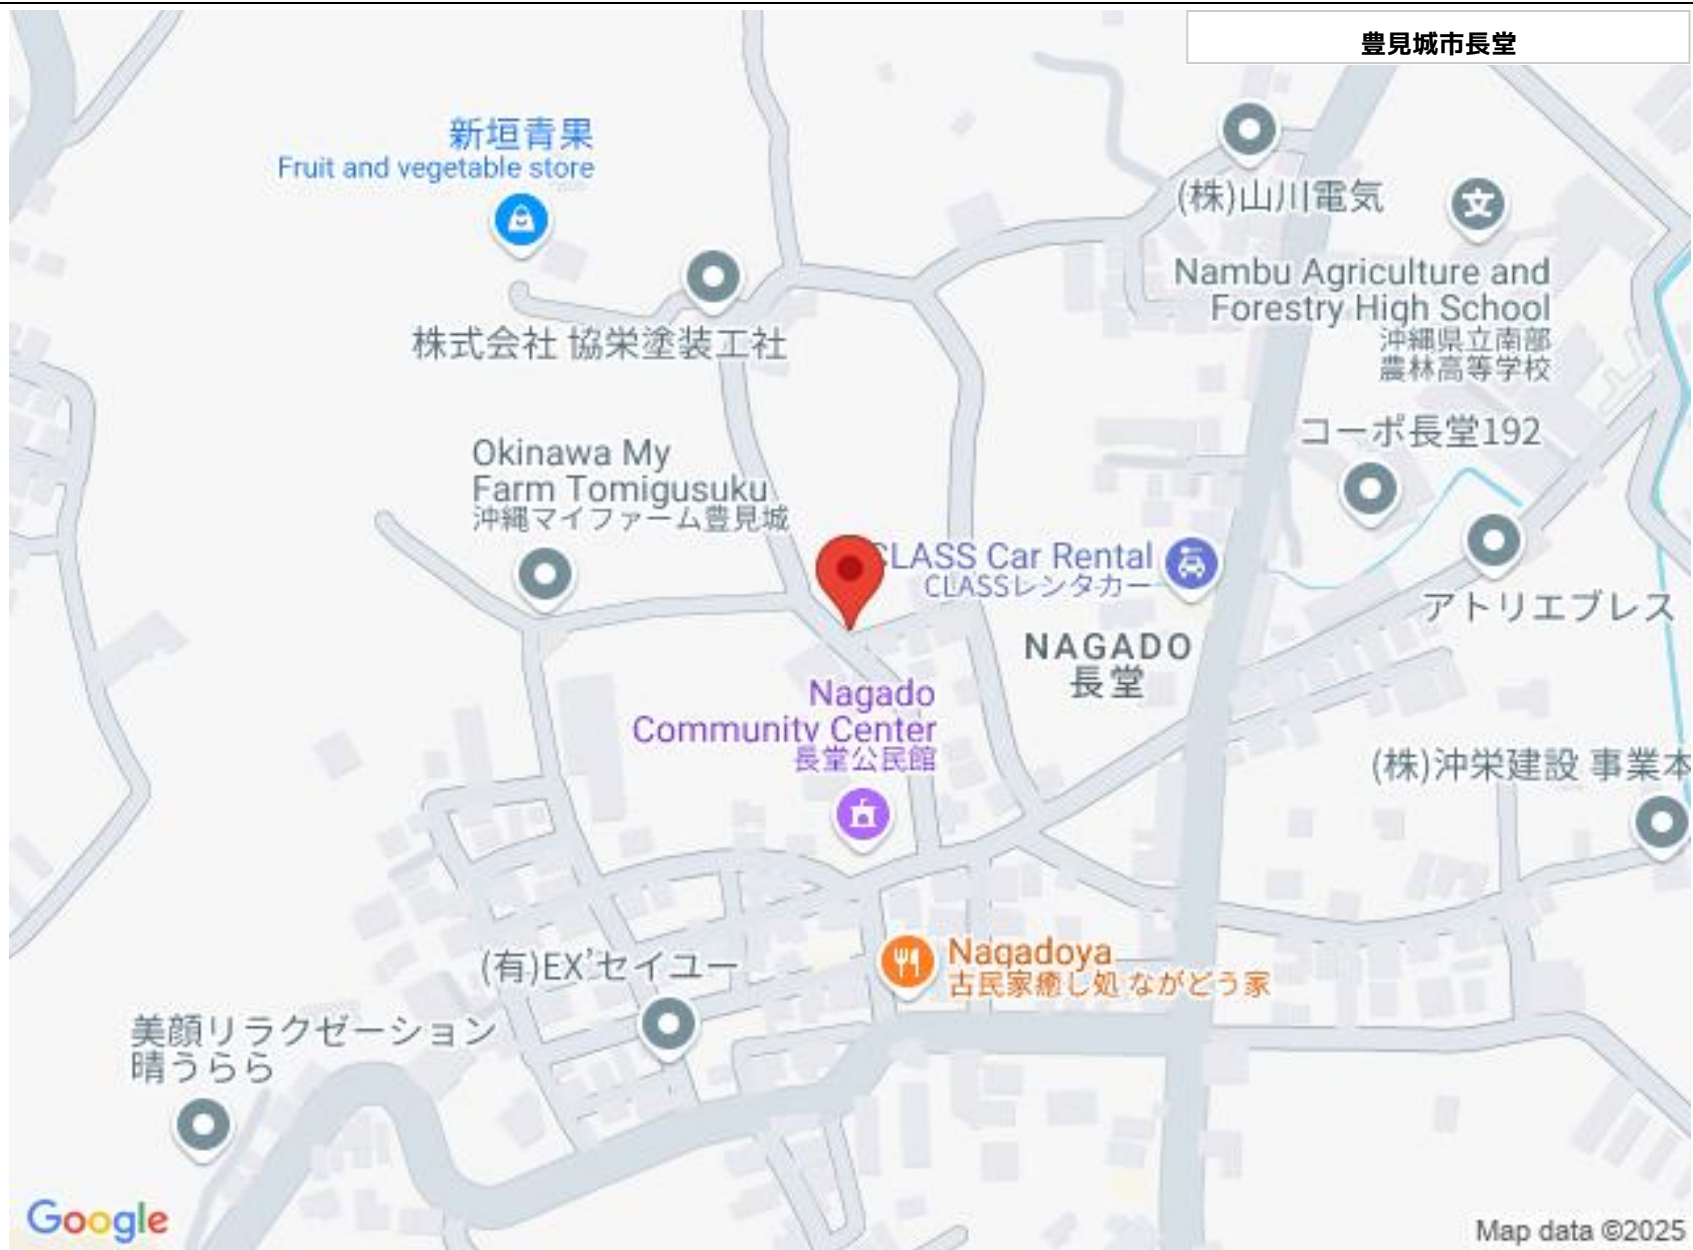 豊見城市長堂
新垣青果
Fruit and vegetable store
(株)山川電気
Nambu Agriculture and
Forestry High School
沖縄県立南部
農林高等学校
株式会社 協栄塗装工社
コーポ長堂192
Okinawa My
Farm Tomigusuku
沖縄マイファーム豊見城
CLASS Car Rental
CLASSレンタカー
アトリエブレス
NAGADO
長堂
Nagado
Community Center
長堂公民館
(株)沖栄建設 事業本
Nagadoya
古民家癒し処 ながどう家
(有)EX’セイユー
美顔リラクゼーション
晴うらら
Google
Map data ©2025